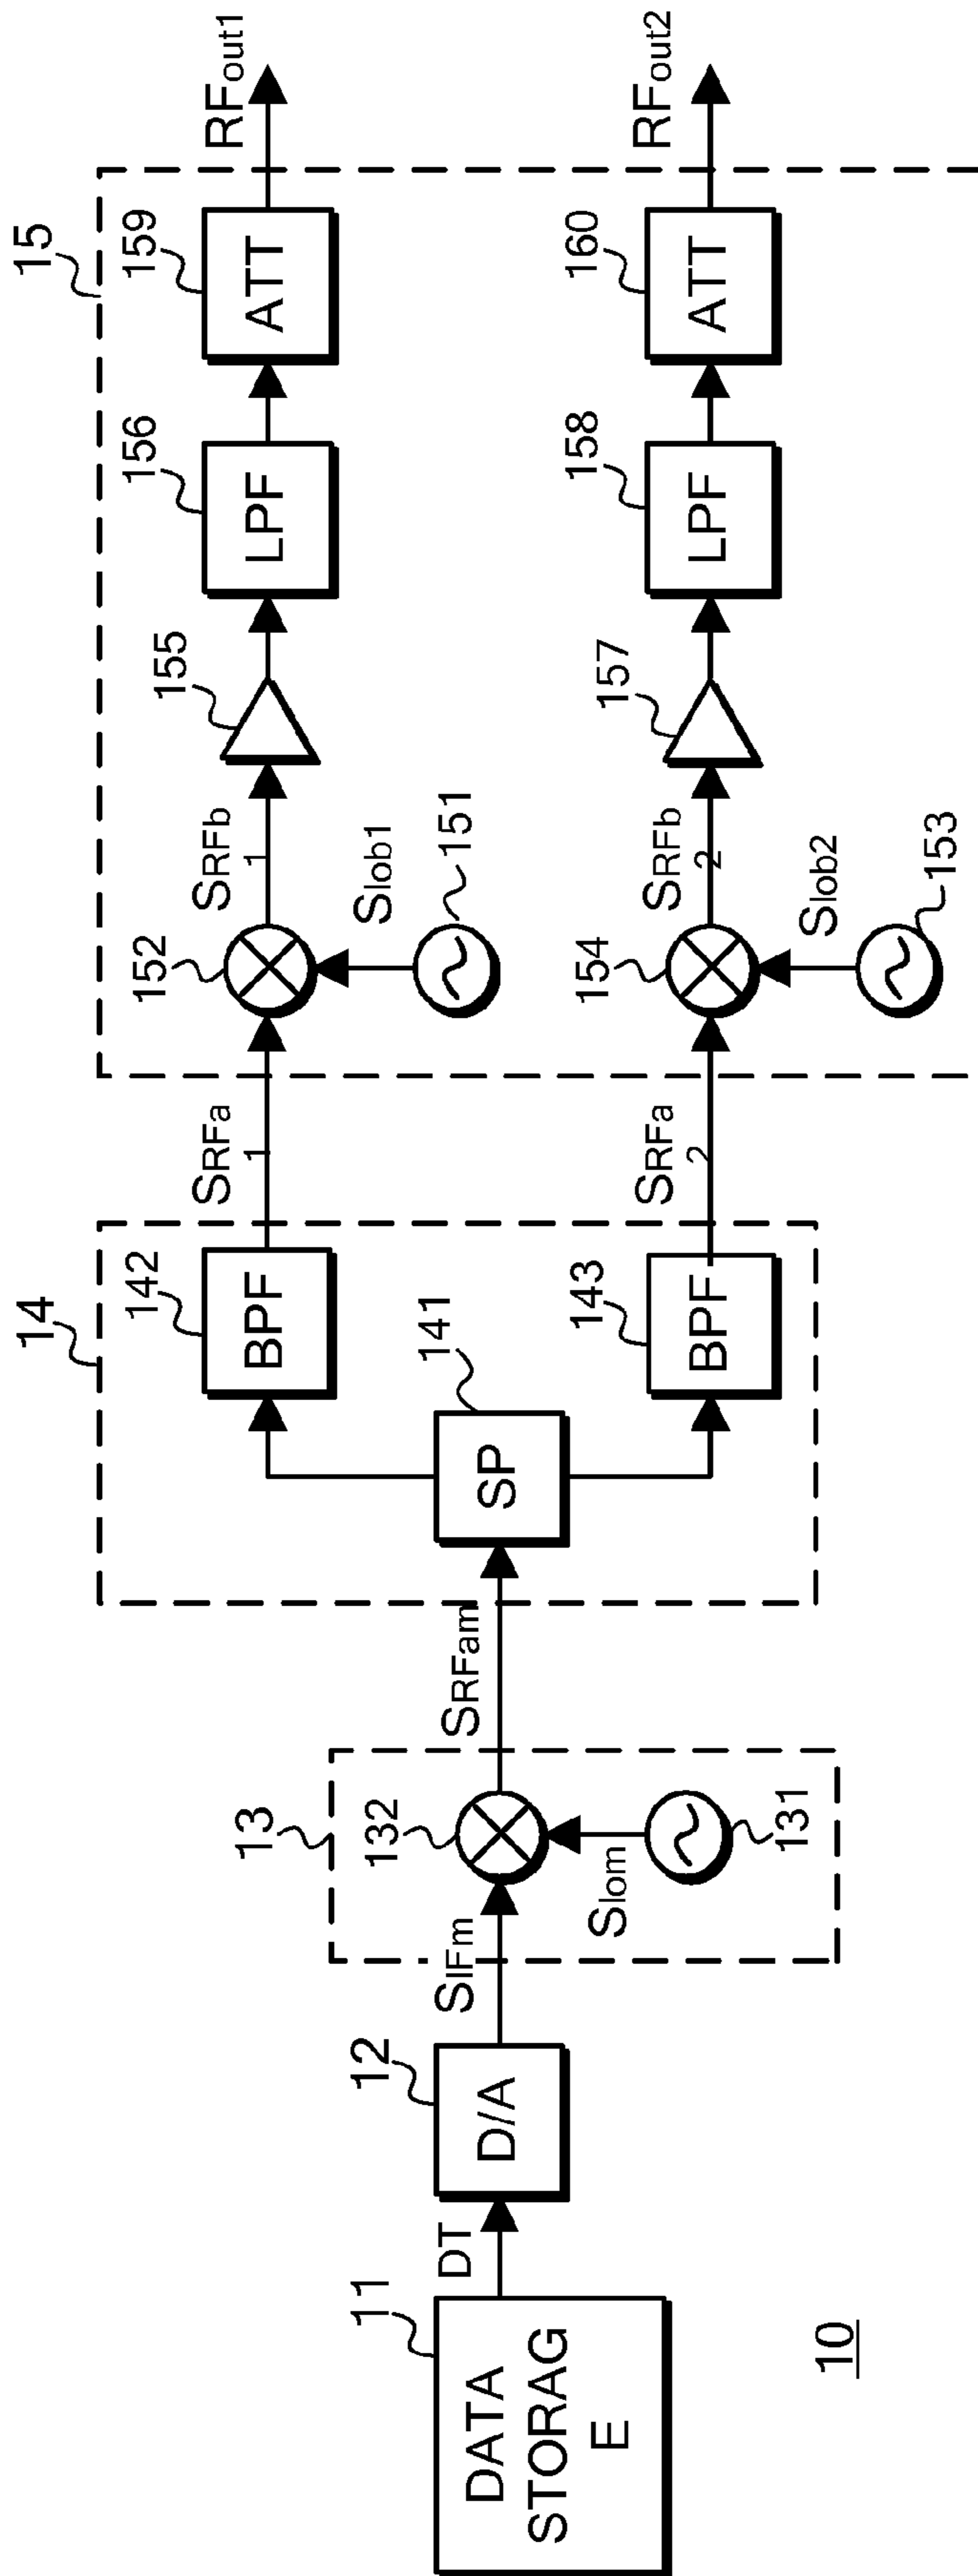 15
159
ATT
RFout1
156
LPF
155
SRFb
1
152
Slob1
151
160
ATT
RFout2
158
LPF
157
SRFb
2
154
Slob2
153
14
SRFa
1
142
BPF
141
SP
SRFa
2
143
BPF
SRFam
13
132
Slom
131
SIFm
12
D/A
DT
11
DATA
STORAG
E
10